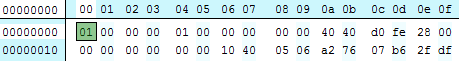 00000000 00 01 02 03 04 05 06 07 08 09 0a 0b 0c 0d 0e 0f
00000000 01 00 00 00 01 00 00 00 00 00 40 40 d0 fe 28 00
00000010 00 00 00 00 00 00 10 40 05 06 a2 76 07 b6 2f df